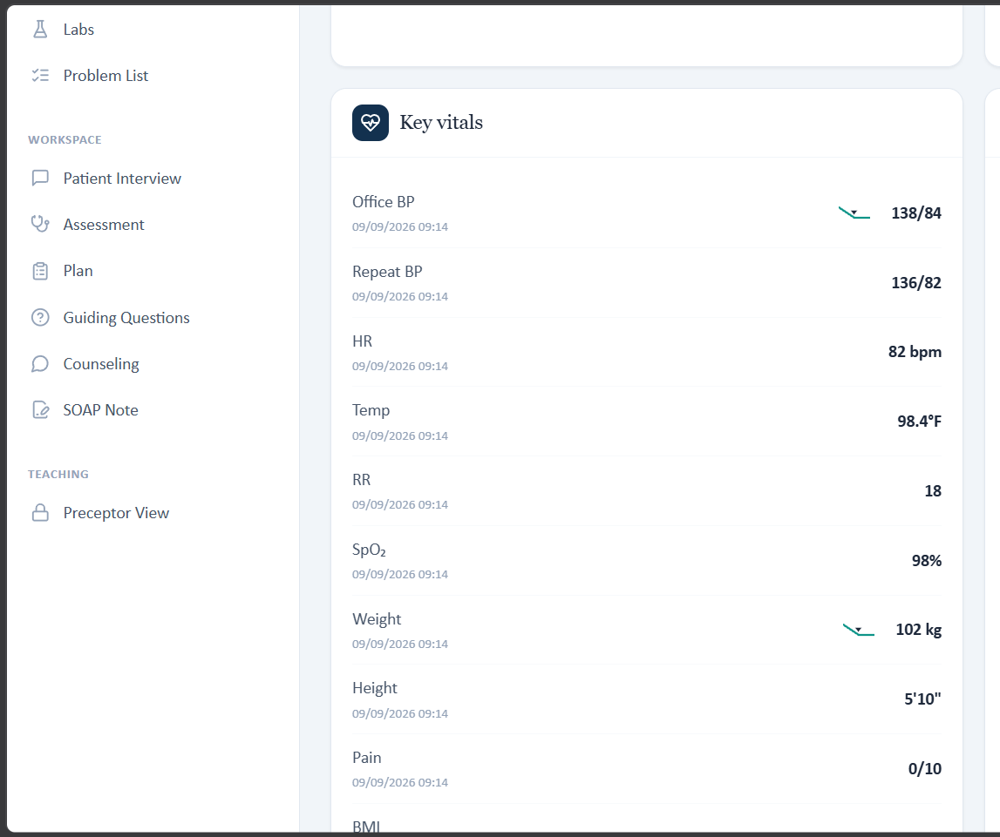 Labs
Problem List
WORKSPACE
Patient Interview
Assessment
Plan
Guiding Questions
Counseling
SOAP Note
TEACHING
Preceptor View
Key vitals
Office BP
09/09/2026 09:14
138/84
Repeat BP
09/09/2026 09:14
136/82
HR
09/09/2026 09:14
82 bpm
Temp
09/09/2026 09:14
98.4°F
RR
09/09/2026 09:14
18
SpO₂
09/09/2026 09:14
98%
Weight
09/09/2026 09:14
102 kg
Height
09/09/2026 09:14
5'10"
Pain
09/09/2026 09:14
0/10
BMI